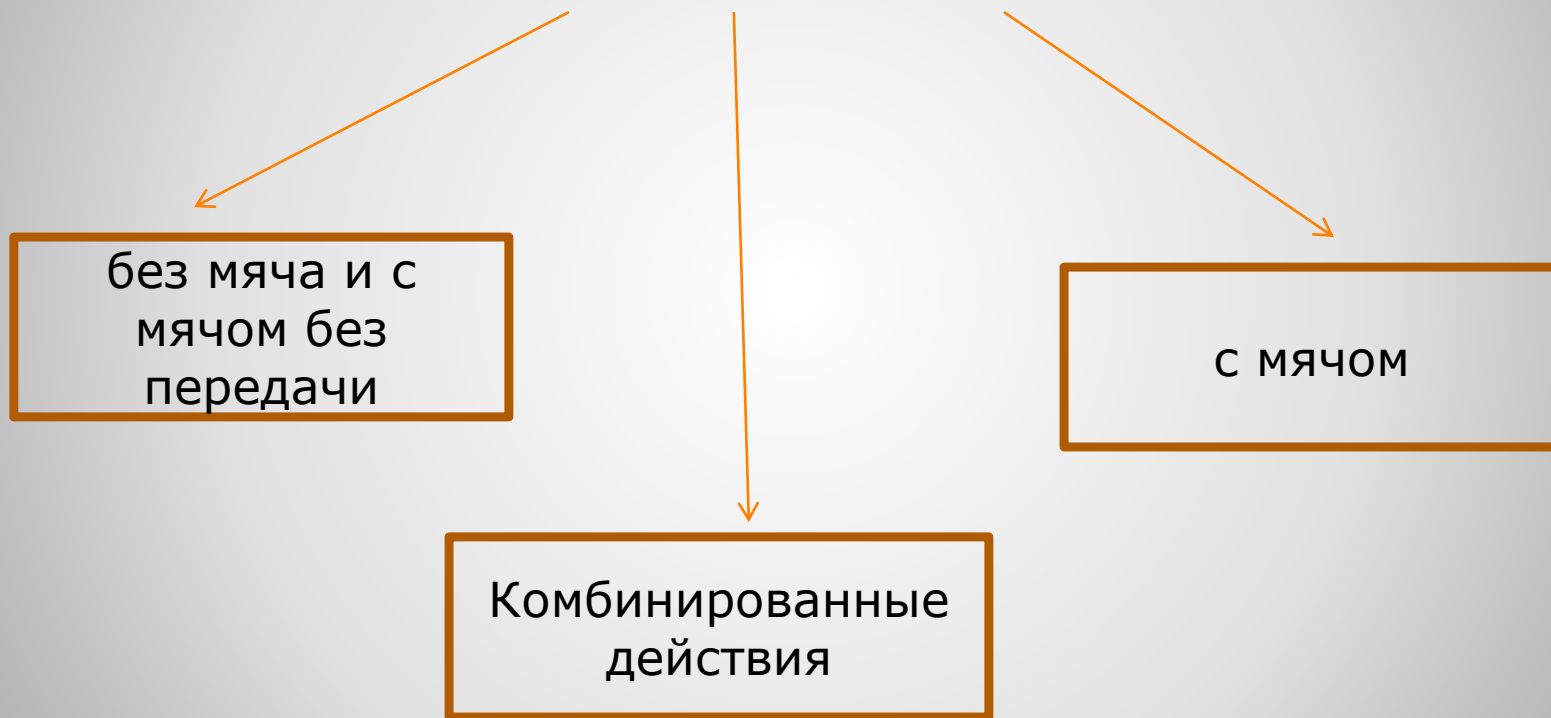 без мяча и с
мячом без
передачи
с мячом
Комбинированные
действия